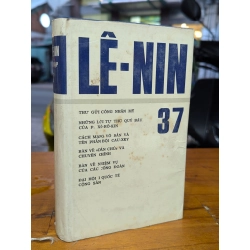 LÊ-NIN
37
THƯ GỬI CÔNG NHÂN MỸ
NHỮNG LỜI TỰ THÚ QUÝ BÁU
CỦA P. XÔ-RÔ-KIN
CÁCH MẠNG VÔ SẢN VÀ
TÊN PHẢN BỘI CAU-XKY
BÀN VỀ «DÂN CHỦ» VÀ
CHUYÊN CHÍNH
BÀN VỀ NHIỆM VỤ
CỦA CÁC CÔNG ĐOÀN
ĐẠI HỘI I QUỐC TẾ
CỘNG SẢN